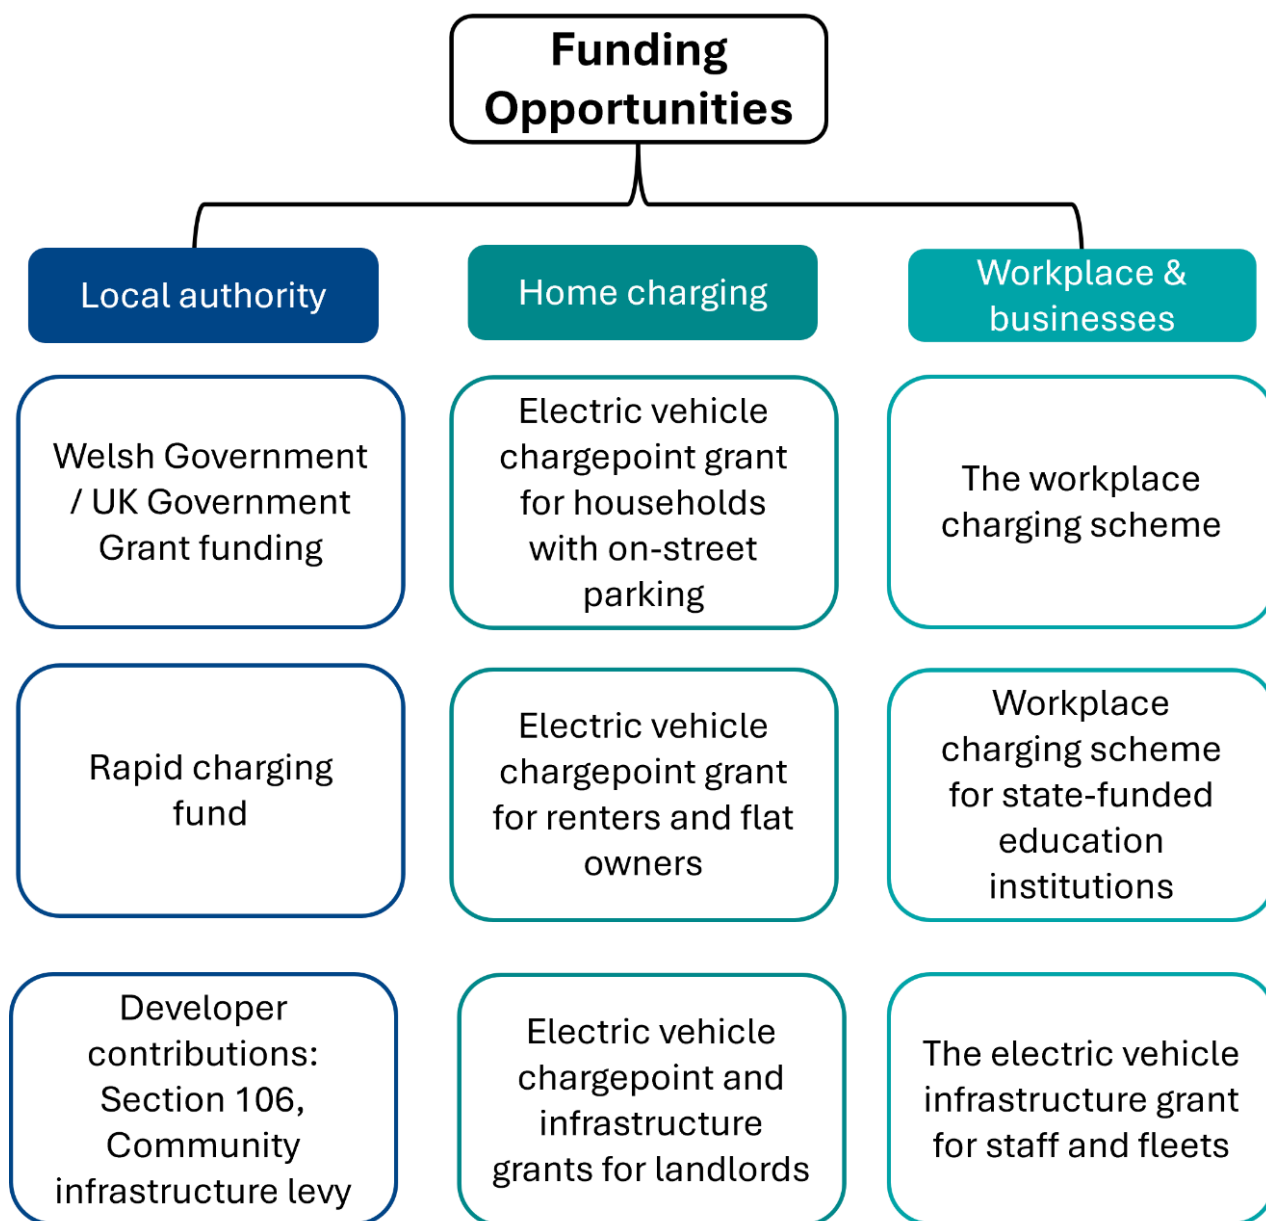 Funding
Opportunities
Local authority
Home charging
Workplace &
businesses
Welsh Government
/ UK Government
Grant funding
Electric vehicle
chargepoint grant
for households
with on-street
parking
The workplace
charging scheme
Rapid charging
fund
Electric vehicle
chargepoint grant
for renters and flat
owners
Workplace
charging scheme
for state-funded
education
institutions
Developer
contributions:
Section 106,
Community
infrastructure levy
Electric vehicle
chargepoint and
infrastructure
grants for landlords
The electric vehicle
infrastructure grant
for staff and fleets